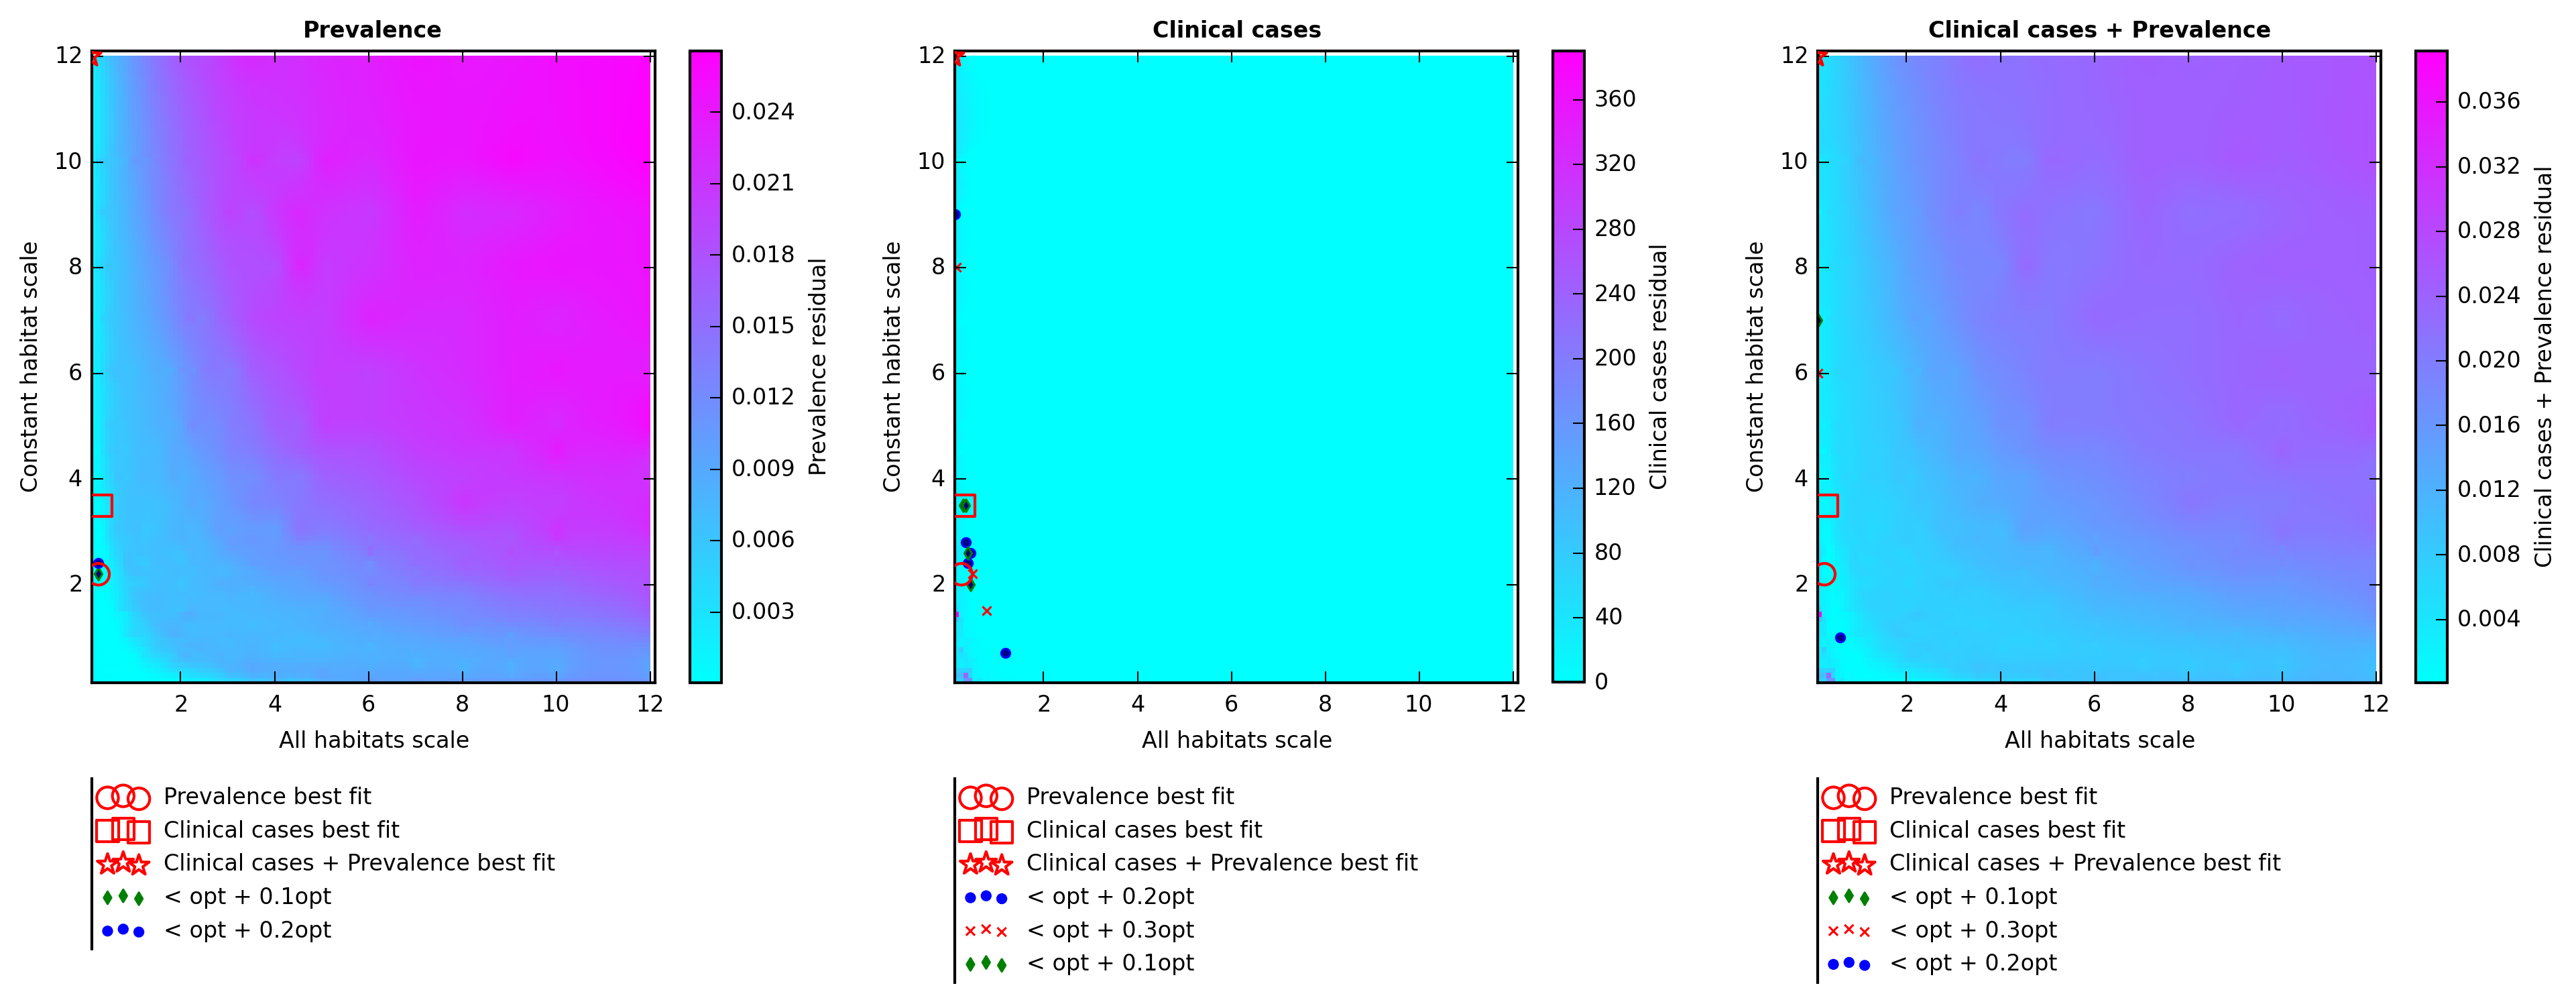 Prevalence
12
10
8
6
4
2
Constant habitat scale
2 4 6 8 10 12
All habitats scale
0.024
0.021
0.018
0.015
0.012
0.009
0.006
0.003
Prevalence residual
Prevalence best fit
Clinical cases best fit
Clinical cases + Prevalence best fit
< opt + 0.1opt
< opt + 0.2opt
Clinical cases
12
10
8
6
4
2
Constant habitat scale
2 4 6 8 10 12
All habitats scale
360
320
280
240
200
160
120
80
40
0
Clinical cases residual
Prevalence best fit
Clinical cases best fit
Clinical cases + Prevalence best fit
< opt + 0.2opt
< opt + 0.3opt
< opt + 0.1opt
Clinical cases + Prevalence
12
10
8
6
4
2
Constant habitat scale
2 4 6 8 10 12
All habitats scale
0.036
0.032
0.028
0.024
0.020
0.016
0.012
0.008
0.004
Clinical cases + Prevalence residual
Prevalence best fit
Clinical cases best fit
Clinical cases + Prevalence best fit
< opt + 0.1opt
< opt + 0.3opt
< opt + 0.2opt